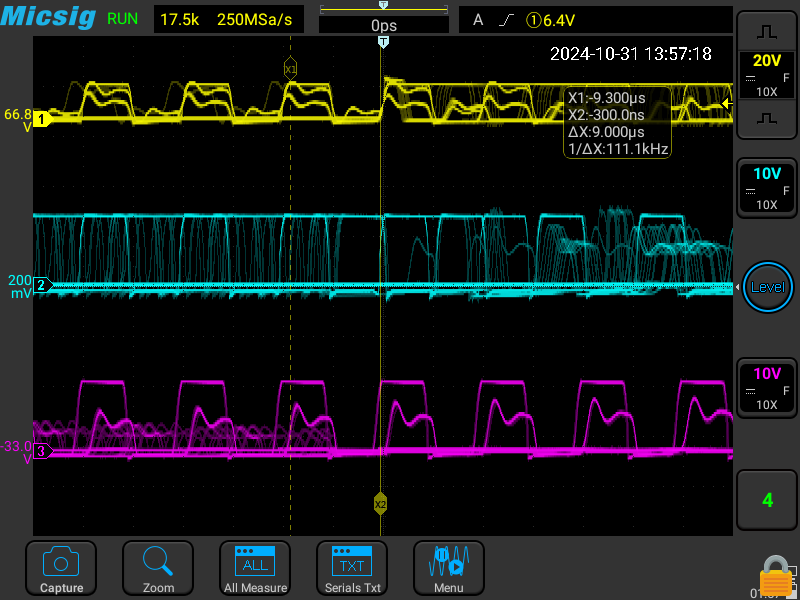 Micsig RUN 17.5k 250MSa/s 0ps A ①6.4V
T
T
2024-10-31 13:57:18
X1
20V
F
10X
X1:-9.300µs
X2:-300.0ns
ΔX:9.000µs
1/ΔX:111.1kHz
66.8
V
1
10V
F
10X
200
mV
2
Level
10V
F
10X
-33.0
V
3
X2
4
Capture
Zoom
ALL
All Measure
TXT
Serials Txt
Menu